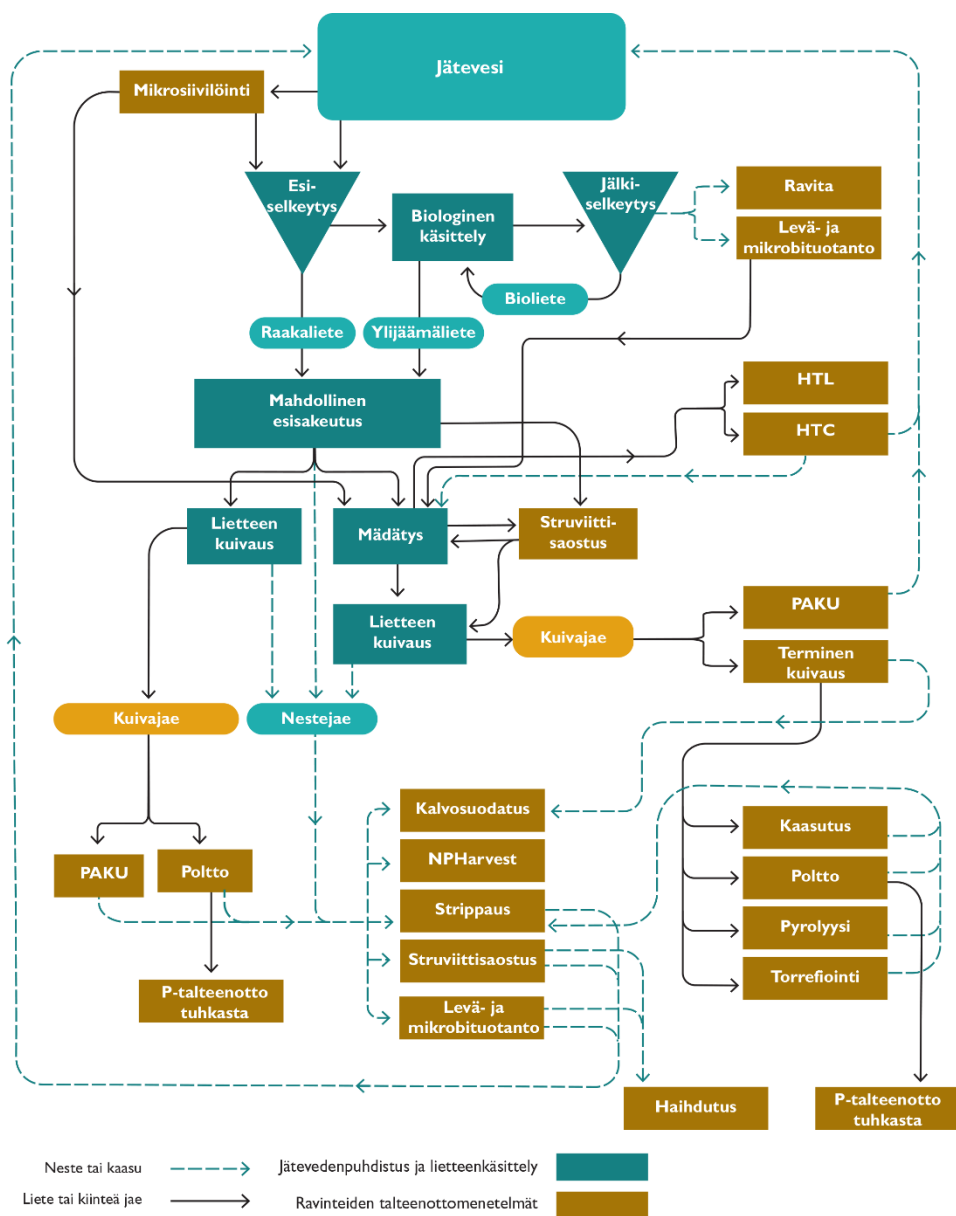 Jätevesi
Mikrosiivilöinti
Esi-
selkeytys
Biologinen
käsittely
Jälki-
selkeytys
Ravita
Levä- ja
mikrobituotanto
Bioliete
Raakaliete
Ylijäämäliete
Mahdollinen
esisakeutus
HTL
HTC
Lietteen
kuivaus
Mädätys
Struviitti-
saostus
Lietteen
kuivaus
Kuivajae
PAKU
Terminen
kuivaus
Kuivajae
Nestejae
Kalvosuodatus
NPHarvest
Strippaus
Struviittisaostus
Levä- ja
mikrobituotanto
Kaasutus
Poltto
Pyrolyysi
Torrefiointi
PAKU
Poltto
P-talteenotto
tuhkasta
Haihdutus
P-talteenotto
tuhkasta
Neste tai kaasu
Jätevedenpuhdistus ja lietteenkäsittely
Liete tai kiinteä jae
Ravinteiden talteenottomenetelmät